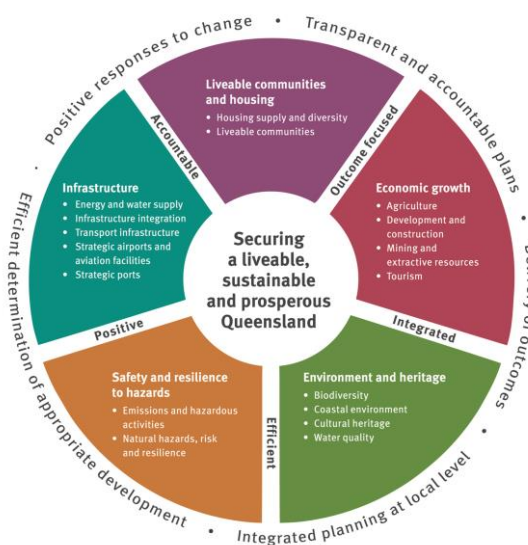 Positive responses to change
•
Transparent and accountable plans
•
Delivery of outcomes
•
Integrated planning at local level
•
Efficient determination of appropriate development
•
Accountable
Outcome focused
Integrated
Efficient
Positive
Liveable communities
and housing
• Housing supply and diversity
• Liveable communities
Economic growth
• Agriculture
• Development and
construction
• Mining and
extractive resources
• Tourism
Environment and heritage
• Biodiversity
• Coastal environment
• Cultural heritage
• Water quality
Safety and resilience
to hazards
• Emissions and hazardous
activities
• Natural hazards, risk
and resilience
Infrastructure
• Energy and water supply
• Infrastructure integration
• Transport infrastructure
• Strategic airports and
aviation facilities
• Strategic ports
Securing
a liveable,
sustainable
and prosperous
Queensland